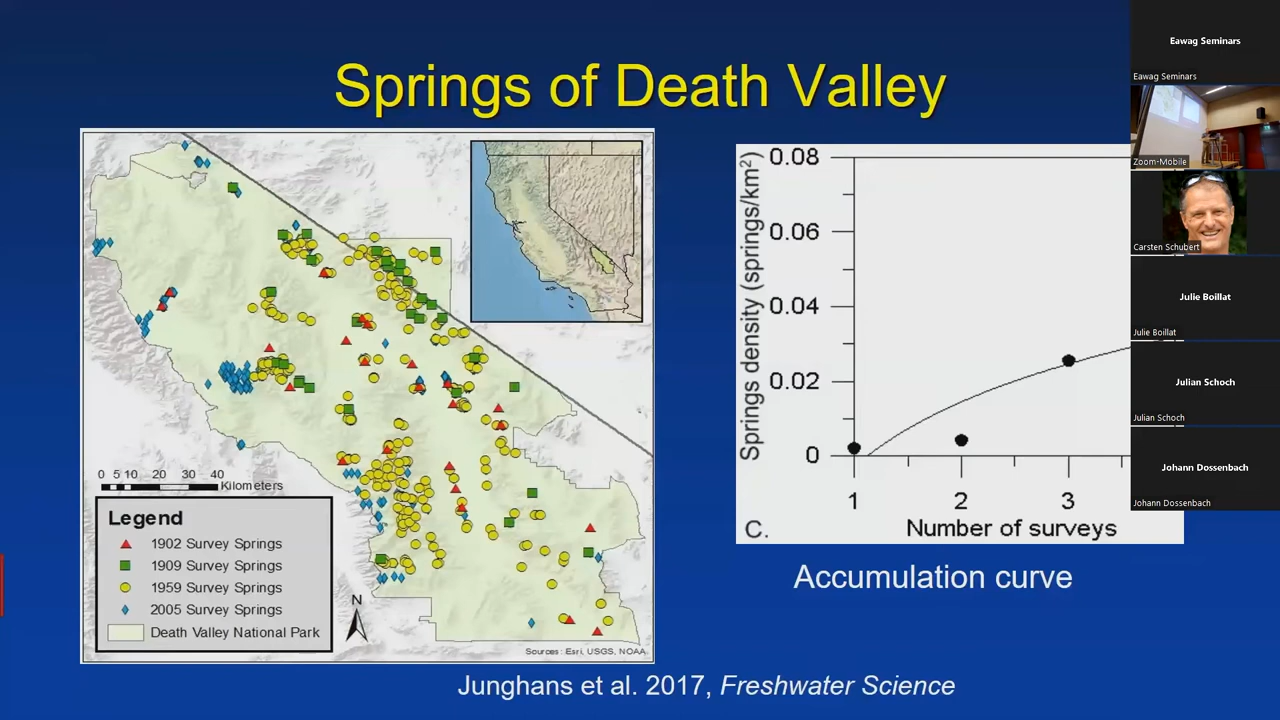 Springs of Death Valley
0 5 10 20 30 40
Kilometers
Legend
1902 Survey Springs
1909 Survey Springs
1959 Survey Springs
2005 Survey Springs
Death Valley National Park
N
Sources: Esri, USGS, NOAA
Springs density (springs/km²)
0.08
0.06
0.04
0.02
0
1 2 3
C.
Number of surveys
Accumulation curve
Junghans et al. 2017, Freshwater Science
Eawag Seminars
Eawag Seminars
Zoom-Mobile
Carsten Schubert
Julie Boillat
Julie Boillat
Julian Schoch
Julian Schoch
Johann Dossenbach
Johann Dossenbach